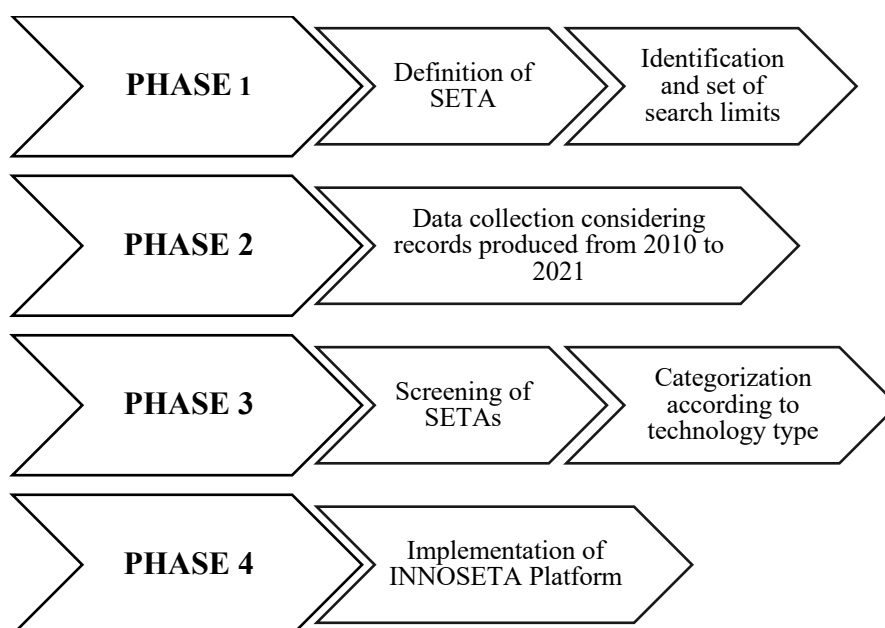 PHASE 1
Definition of
SETA
Identification
and set of
search limits
PHASE 2
Data collection considering
records produced from 2010 to
2021
PHASE 3
Screening of
SETAs
Categorization
according to
technology type
PHASE 4
Implementation of
INNOSETA Platform